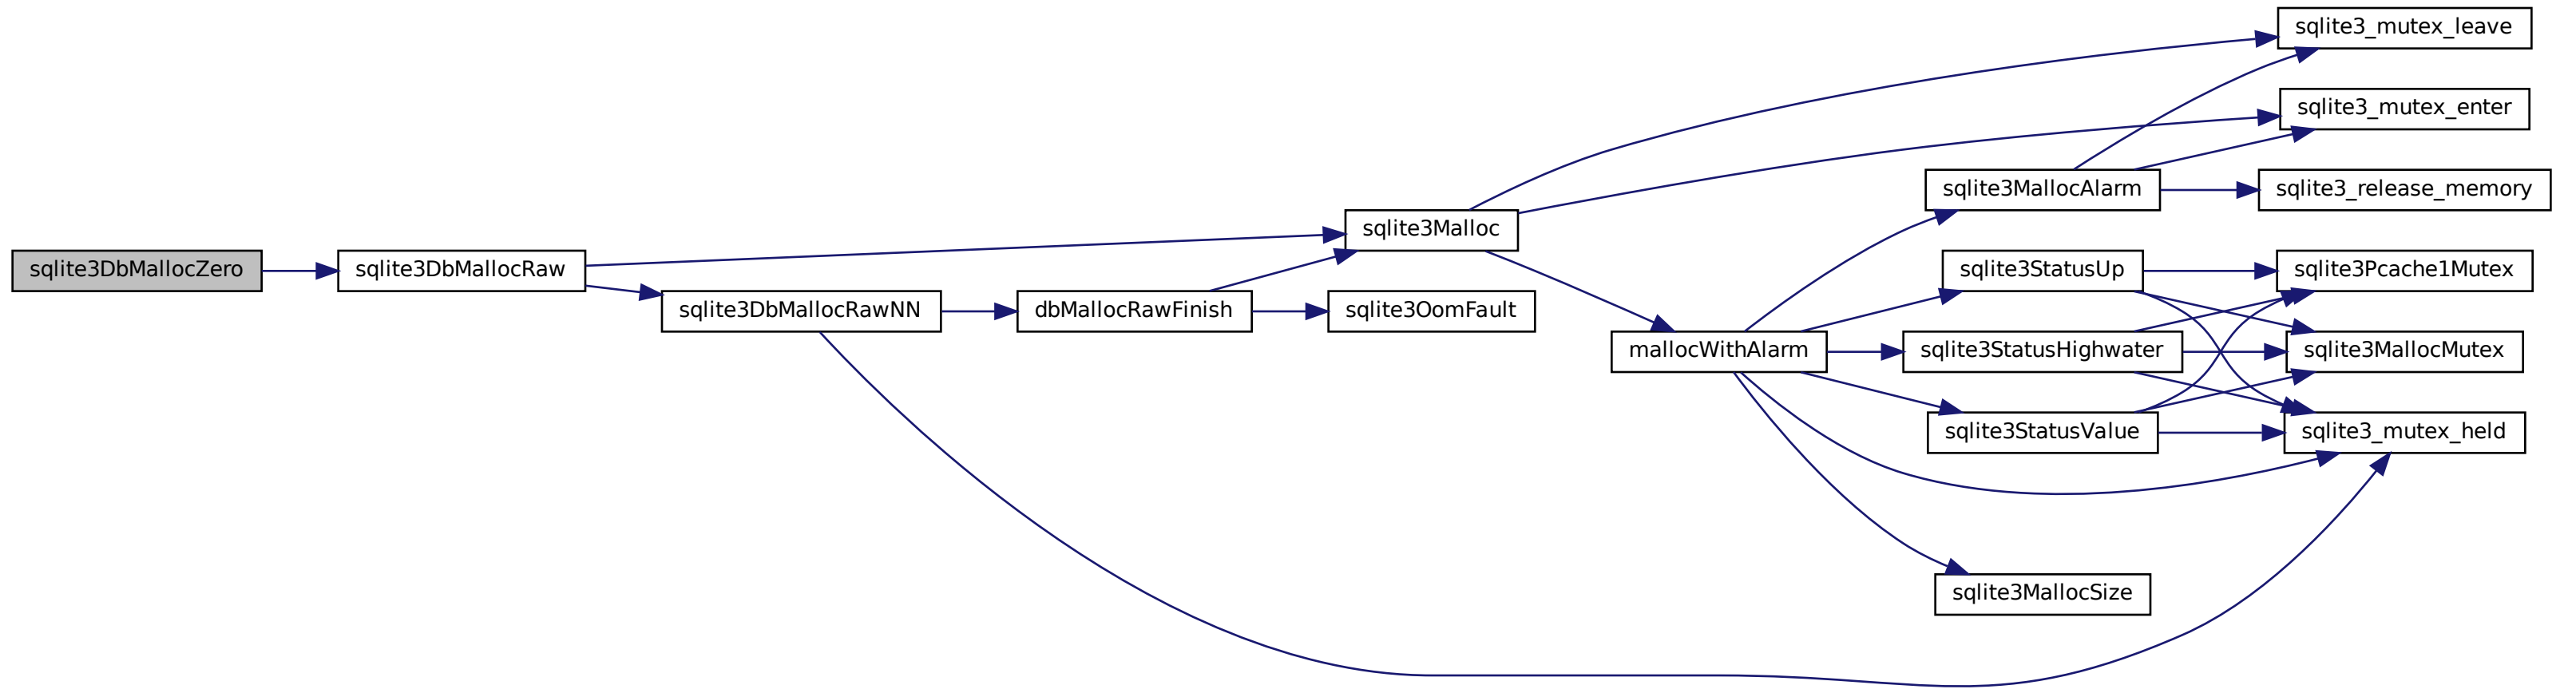 sqlite3DbMallocZero
sqlite3DbMallocRaw
sqlite3DbMallocRawNN
dbMallocRawFinish
sqlite3Malloc
sqlite3OomFault
mallocWithAlarm
sqlite3MallocAlarm
sqlite3StatusUp
sqlite3StatusHighwater
sqlite3StatusValue
sqlite3MallocSize
sqlite3_mutex_leave
sqlite3_mutex_enter
sqlite3_release_memory
sqlite3Pcache1Mutex
sqlite3MallocMutex
sqlite3_mutex_held